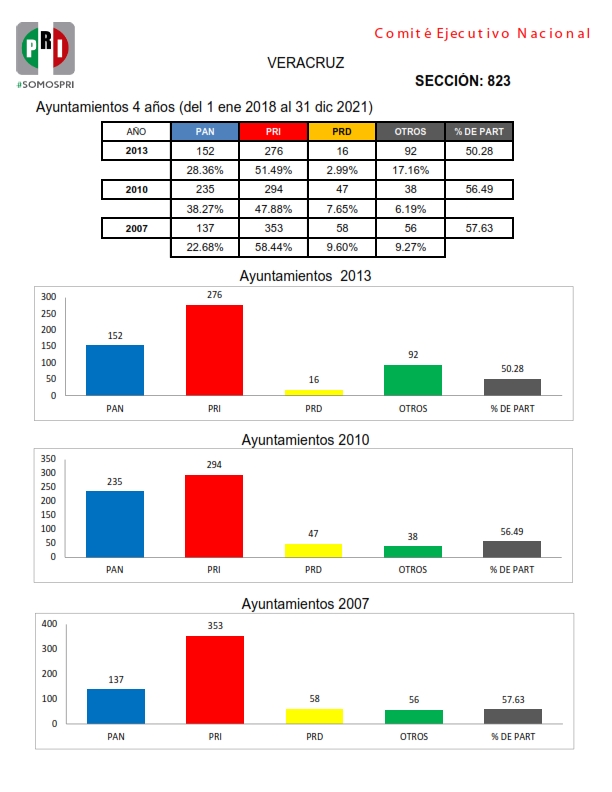 Comité Ejecutivo Nacional
PRI
#SOMOSPRI
VERACRUZ
SECCIÓN: 823
Ayuntamientos 4 años (del 1 ene 2018 al 31 dic 2021)
AÑO PAN PRI PRD OTROS % DE PART
2013 152 276 16 92 50.28
28.36% 51.49% 2.99% 17.16%
2010 235 294 47 38 56.49
38.27% 47.88% 7.65% 6.19%
2007 137 353 58 56 57.63
22.68% 58.44% 9.60% 9.27%
Ayuntamientos 2013
300
250
200
150
100
50
0
152
276
16
92
50.28
PAN PRI PRD OTROS % DE PART
Ayuntamientos 2010
350
300
250
200
150
100
50
0
235
294
47
38
56.49
PAN PRI PRD OTROS % DE PART
Ayuntamientos 2007
400
300
200
100
0
137
353
58
56
57.63
PAN PRI PRD OTROS % DE PART